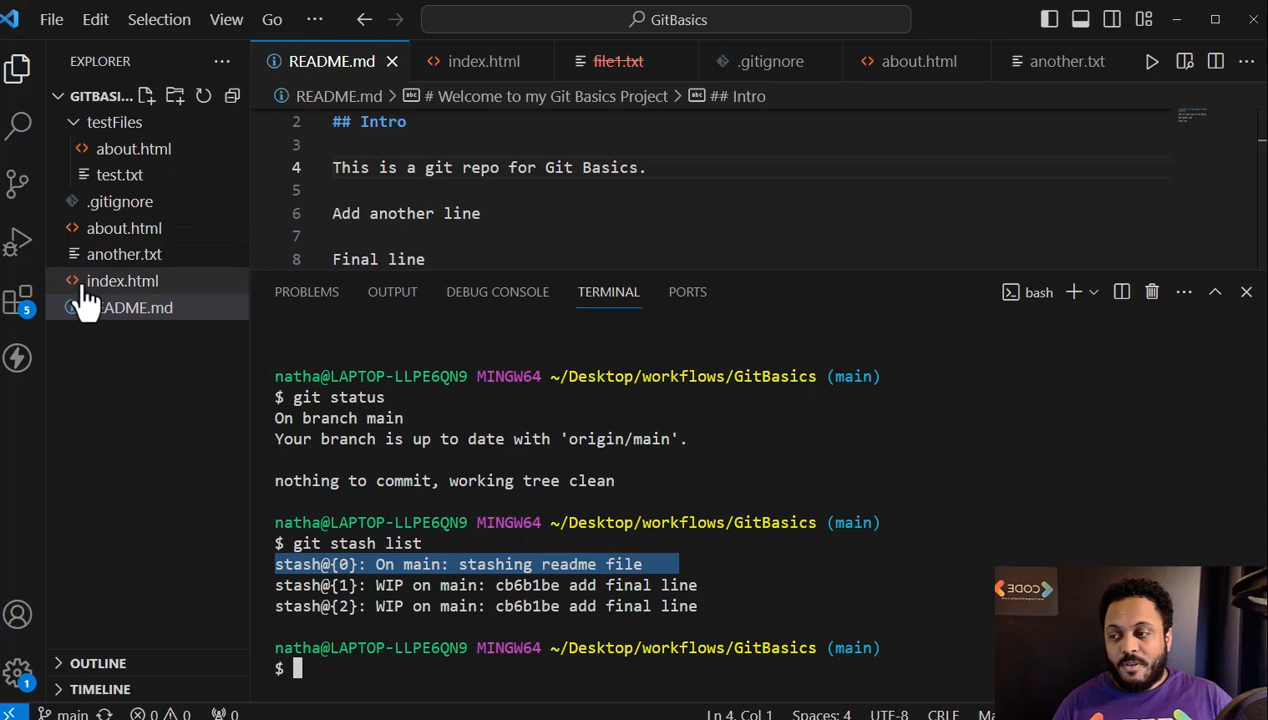 File Edit Selection View Go ··· GitBasics
EXPLORER ···
README.md index.html file1.txt .gitignore about.html another.txt ···
GITBASI...
README.md > # Welcome to my Git Basics Project > ## Intro
testFiles
about.html
test.txt
.gitignore
about.html
another.txt
index.html
README.md
2 ## Intro
3
4 This is a git repo for Git Basics.
5
6 Add another line
7
8 Final line
PROBLEMS OUTPUT DEBUG CONSOLE TERMINAL PORTS bash ···
natha@LAPTOP-LLPE6QN9 MINGW64 ~/Desktop/workflows/GitBasics (main)
$ git status
On branch main
Your branch is up to date with 'origin/main'.
nothing to commit, working tree clean
natha@LAPTOP-LLPE6QN9 MINGW64 ~/Desktop/workflows/GitBasics (main)
$ git stash list
stash@{0}: On main: stashing readme file
stash@{1}: WIP on main: cb6b1be add final line
stash@{2}: WIP on main: cb6b1be add final line
natha@LAPTOP-LLPE6QN9 MINGW64 ~/Desktop/workflows/GitBasics (main)
$
5
1
OUTLINE
TIMELINE
CODE
main 0 0 0 Ln 4, Col 1 Spaces: 4 UTF-8 CRLF